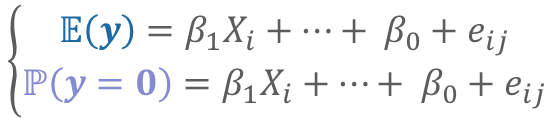 𝔼(y) = β₁Xᵢ + ⋯ + β₀ + eᵢⱼ
ℙ(y = 0) = β₁Xᵢ + ⋯ + β₀ + eᵢⱼ